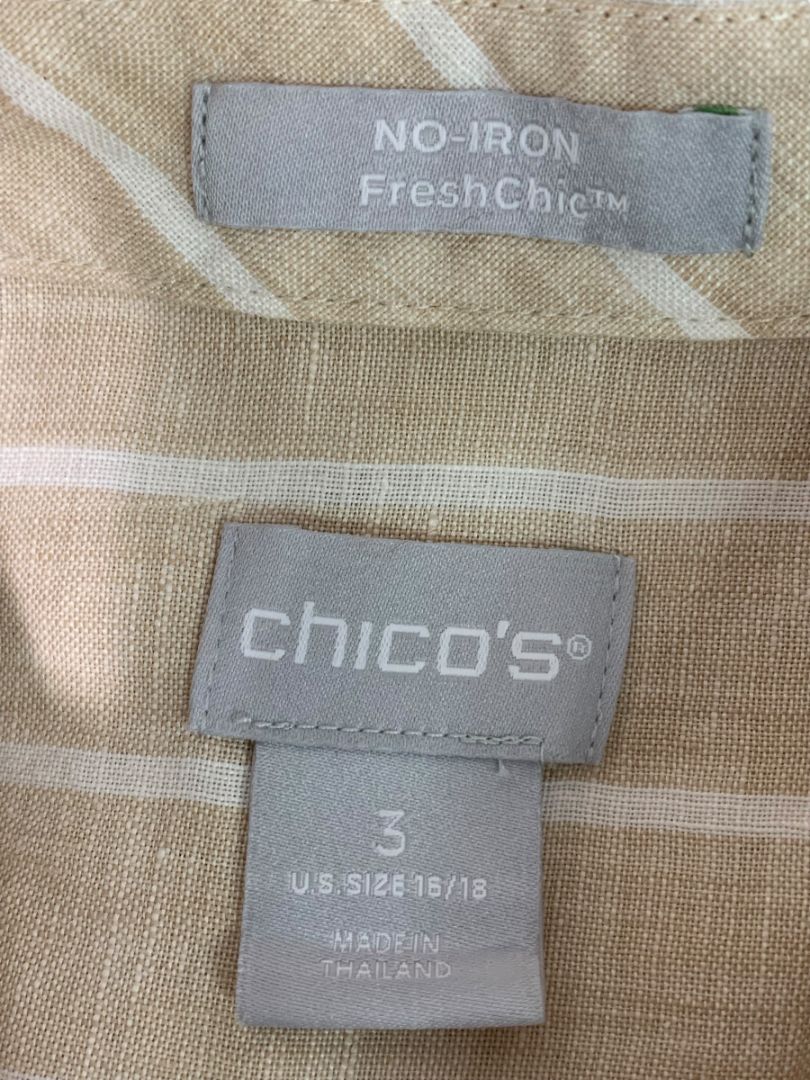 NO-IRON
FreshChic™
chico's®
3
U.S. SIZE 16/18
MADE IN
THAILAND